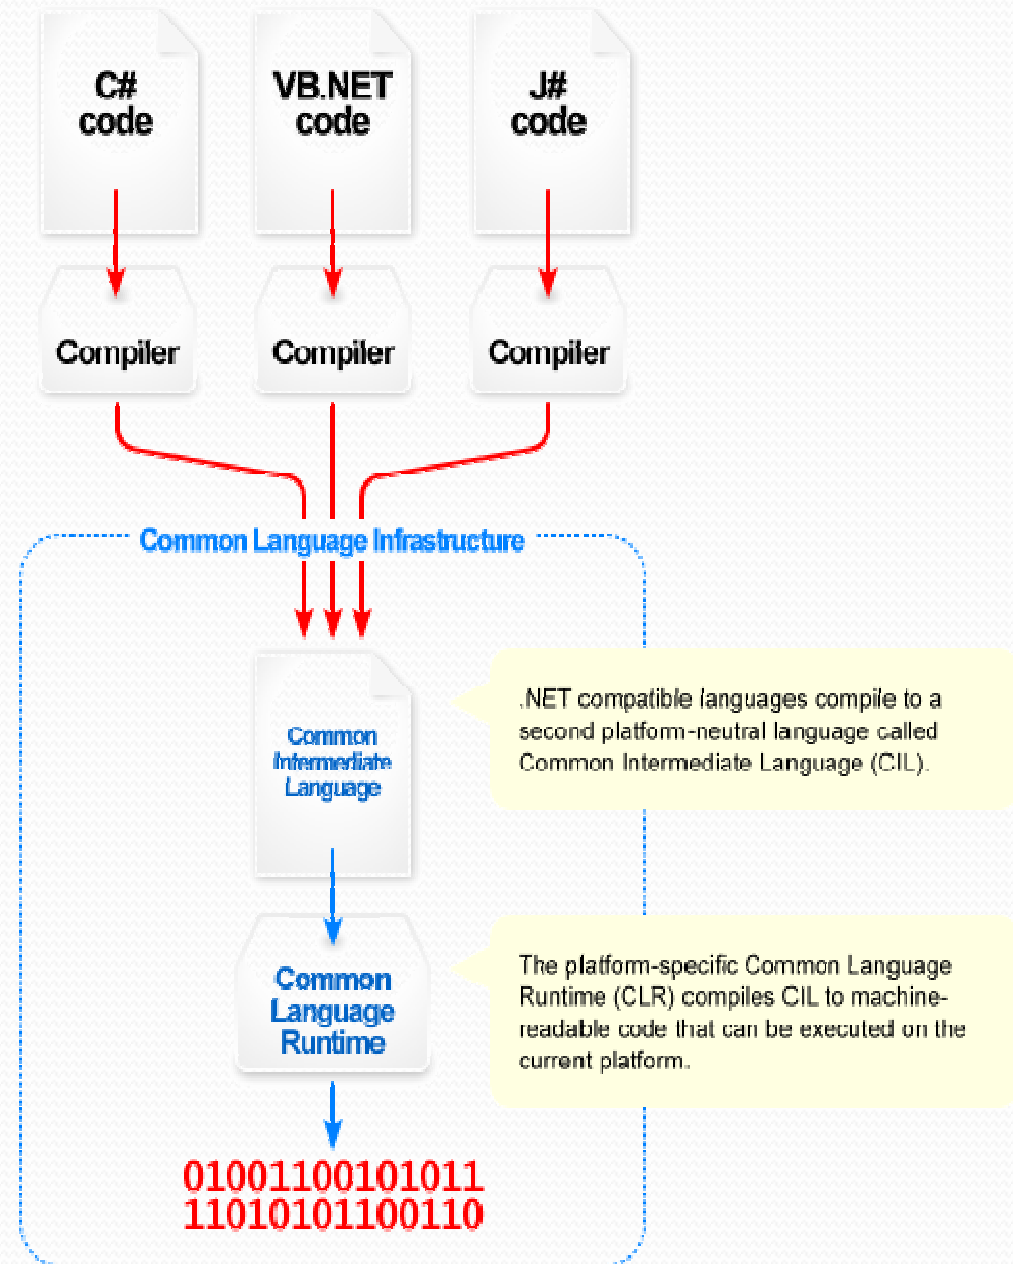 C#
code
VB.NET
code
J#
code
Compiler
Compiler
Compiler
Common Language Infrastructure
Common
Intermediate
Language
.NET compatible languages compile to a
second platform-neutral language called
Common Intermediate Language (CIL).
Common
Language
Runtime
The platform-specific Common Language
Runtime (CLR) compiles CIL to machine-
readable code that can be executed on the
current platform.
01001100101011
11010101100110